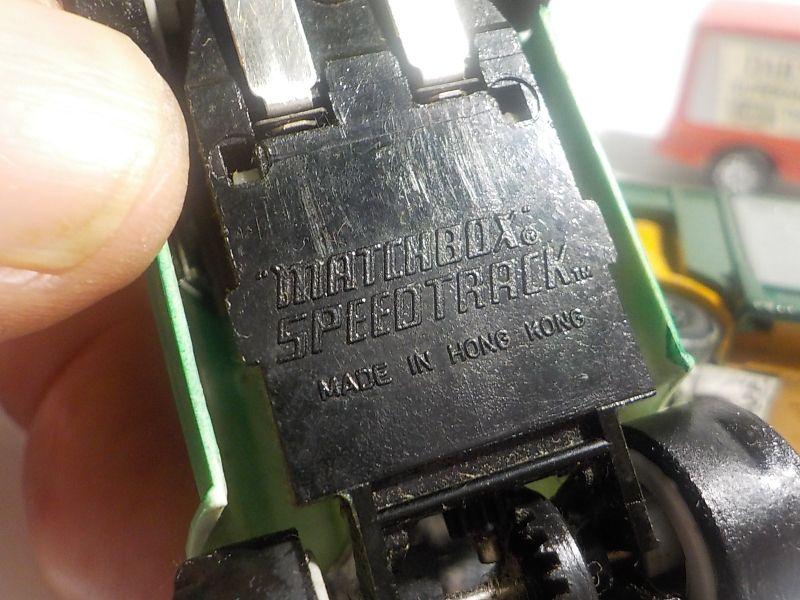 "MATCHBOX"®
SPEEDTRACK™
MADE IN HONG KONG